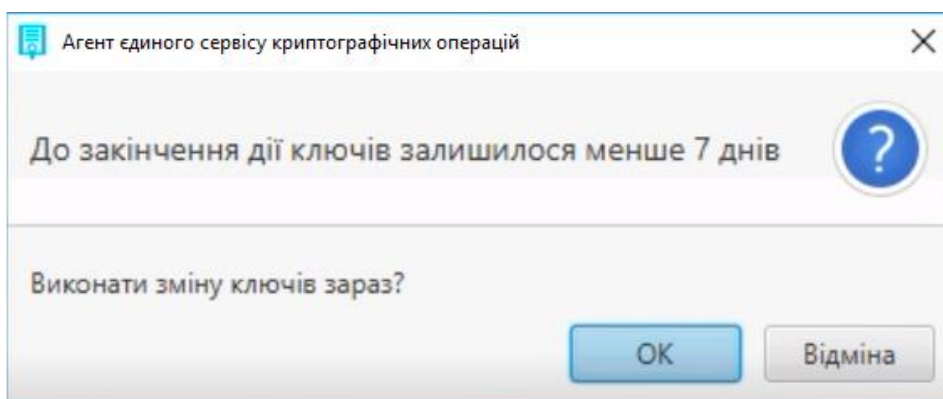 Агент єдиного сервісу криптографічних операцій
До закінчення дії ключів залишилося менше 7 днів
?
Виконати зміну ключів зараз?
OK
Відміна